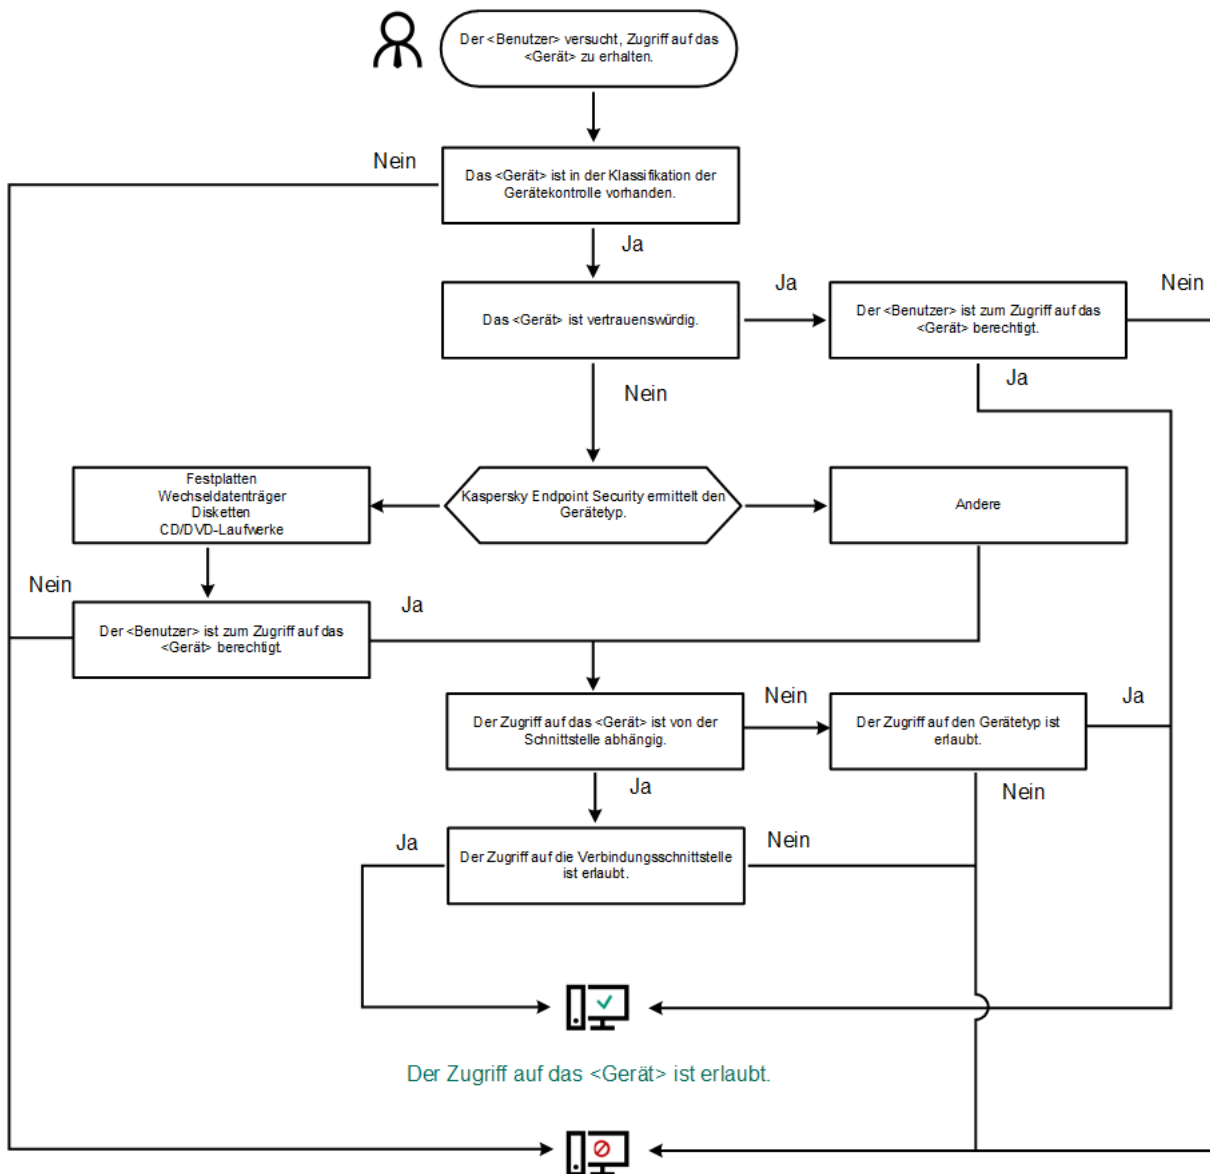 Der <Benutzer> versucht, Zugriff auf das
<Gerät> zu erhalten.
Nein
Das <Gerät> ist in der Klassifikation der
Gerätekontrolle vorhanden.
Ja
Das <Gerät> ist vertrauenswürdig.
Ja
Der <Benutzer> ist zum Zugriff auf das
<Gerät> berechtigt.
Nein
Ja
Nein
Festplatten
Wechseldatenträger
Disketten
CD/DVD-Laufwerke
Kaspersky Endpoint Security ermittelt den
Gerätetyp.
Andere
Nein
Der <Benutzer> ist zum Zugriff auf das
<Gerät> berechtigt.
Ja
Der Zugriff auf das <Gerät> ist von der
Schnittstelle abhängig.
Nein
Der Zugriff auf den Gerätetyp ist
erlaubt.
Ja
Ja
Nein
Ja
Der Zugriff auf die Verbindungsschnittstelle
ist erlaubt.
Nein
Der Zugriff auf das <Gerät> ist erlaubt.